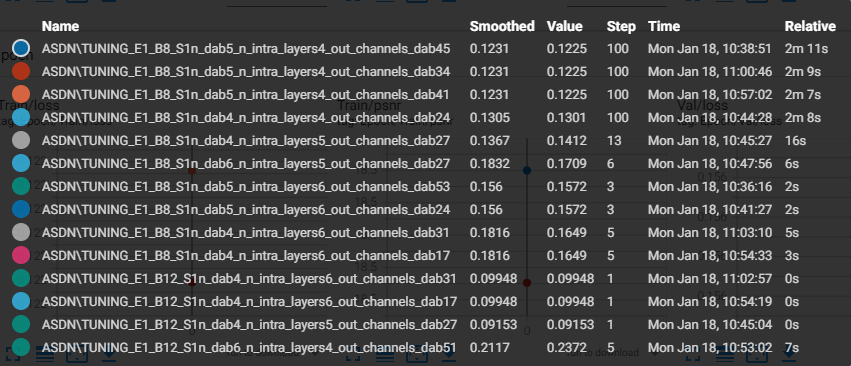 Name Smoothed Value Step Time Relative
ASDN\TUNING_E1_B8_S1n_dab5_n_intra_layers4_out_channels_dab45 0.1231 0.1225 100 Mon Jan 18, 10:38:51 2m 11s
ASDN\TUNING_E1_B8_S1n_dab5_n_intra_layers4_out_channels_dab34 0.1231 0.1225 100 Mon Jan 18, 11:00:46 2m 9s
ASDN\TUNING_E1_B8_S1n_dab5_n_intra_layers4_out_channels_dab41 0.1231 0.1225 100 Mon Jan 18, 10:57:02 2m 7s
Train/loss Train/psnr Val/loss
ASDN\TUNING_E1_B8_S1n_dab4_n_intra_layers4_out_channels_dab24 0.1305 0.1301 100 Mon Jan 18, 10:44:28 2m 8s
ASDN\TUNING_E1_B8_S1n_dab4_n_intra_layers5_out_channels_dab27 0.1367 0.1412 13 Mon Jan 18, 10:45:27 16s
ASDN\TUNING_E1_B8_S1n_dab6_n_intra_layers5_out_channels_dab27 0.1832 0.1709 6 Mon Jan 18, 10:47:56 6s
ASDN\TUNING_E1_B8_S1n_dab5_n_intra_layers6_out_channels_dab53 0.156 0.1572 3 Mon Jan 18, 10:36:16 2s
ASDN\TUNING_E1_B8_S1n_dab5_n_intra_layers6_out_channels_dab24 0.156 0.1572 3 Mon Jan 18, 10:41:27 2s
ASDN\TUNING_E1_B8_S1n_dab4_n_intra_layers6_out_channels_dab31 0.1816 0.1649 5 Mon Jan 18, 11:03:10 5s
ASDN\TUNING_E1_B8_S1n_dab4_n_intra_layers6_out_channels_dab17 0.1816 0.1649 5 Mon Jan 18, 10:54:33 3s
ASDN\TUNING_E1_B12_S1n_dab4_n_intra_layers6_out_channels_dab31 0.09948 0.09948 1 Mon Jan 18, 11:02:57 0s
ASDN\TUNING_E1_B12_S1n_dab4_n_intra_layers6_out_channels_dab17 0.09948 0.09948 1 Mon Jan 18, 10:54:19 0s
ASDN\TUNING_E1_B12_S1n_dab4_n_intra_layers5_out_channels_dab27 0.09153 0.09153 1 Mon Jan 18, 10:45:04 0s
ASDN\TUNING_E1_B12_S1n_dab6_n_intra_layers4_out_channels_dab51 0.2117 0.2372 5 Mon Jan 18, 10:53:02 7s